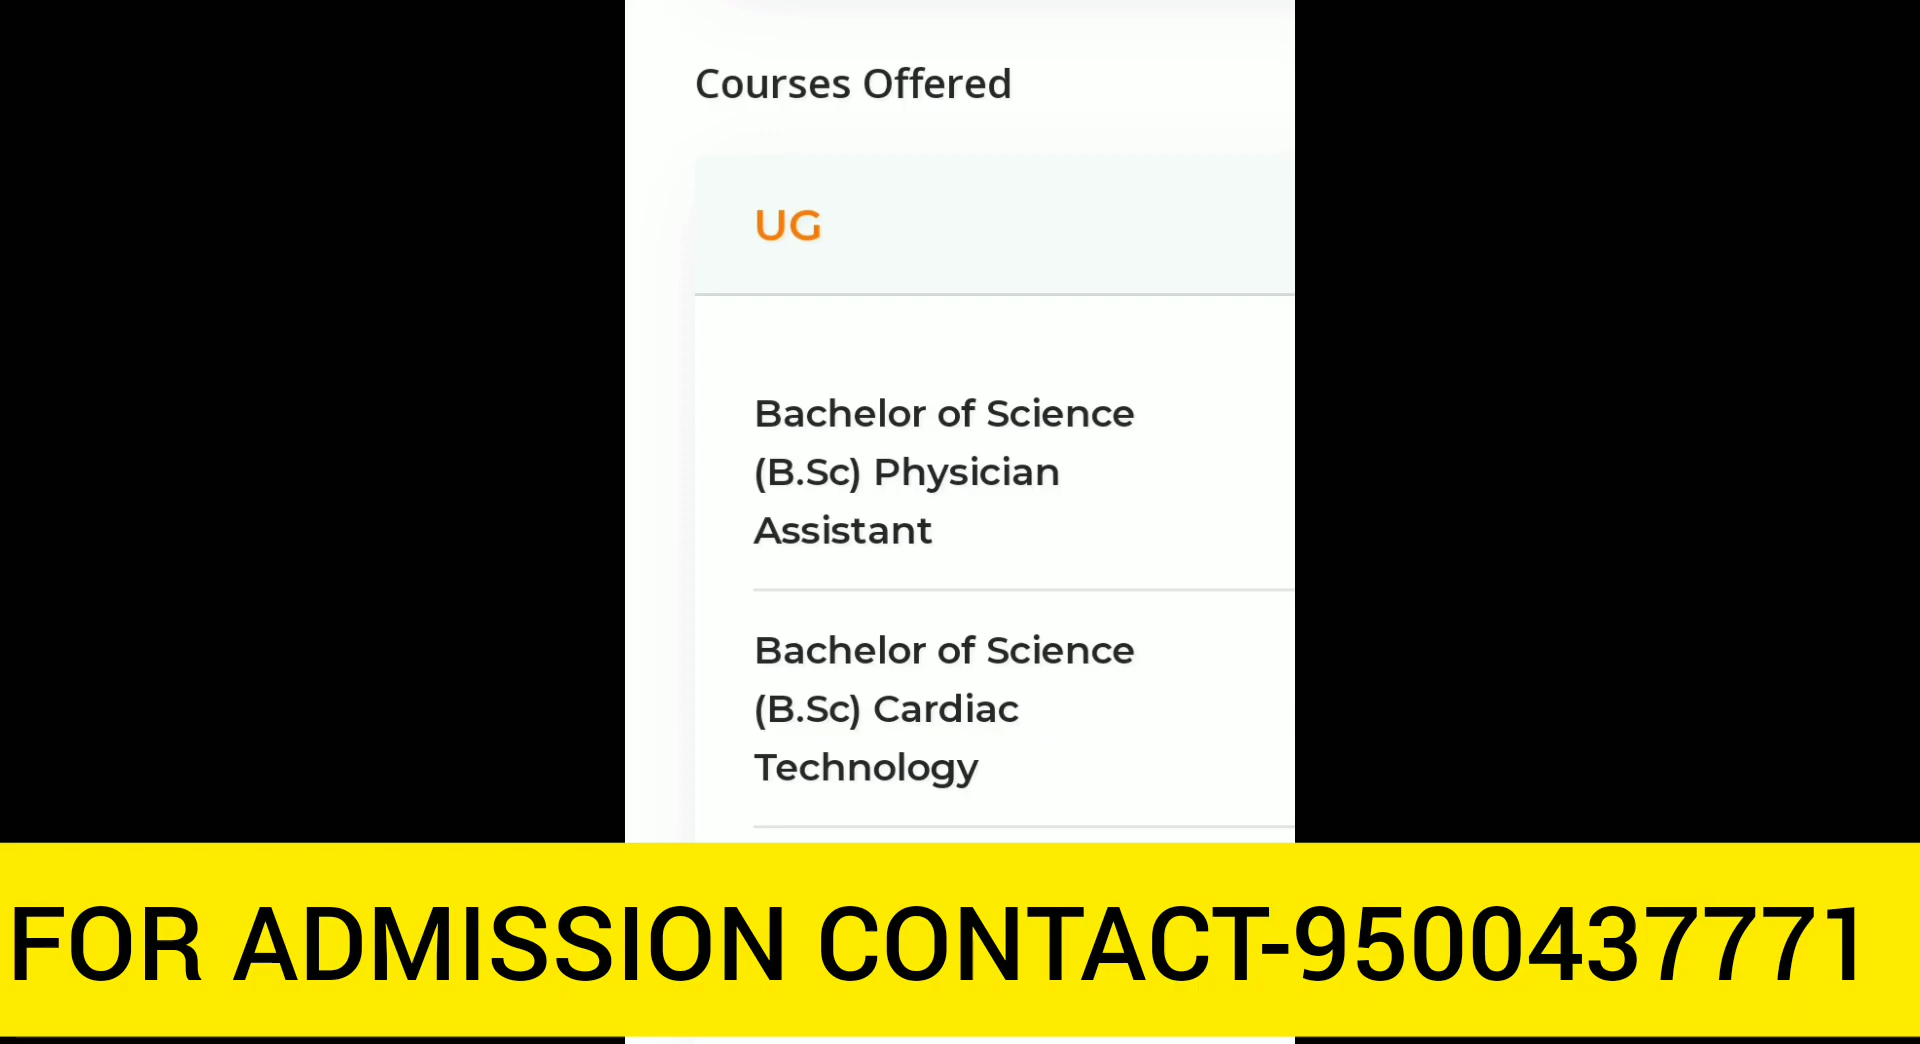 Courses Offered
UG
Bachelor of Science
(B.Sc) Physician
Assistant
Bachelor of Science
(B.Sc) Cardiac
Technology
FOR ADMISSION CONTACT-9500437771